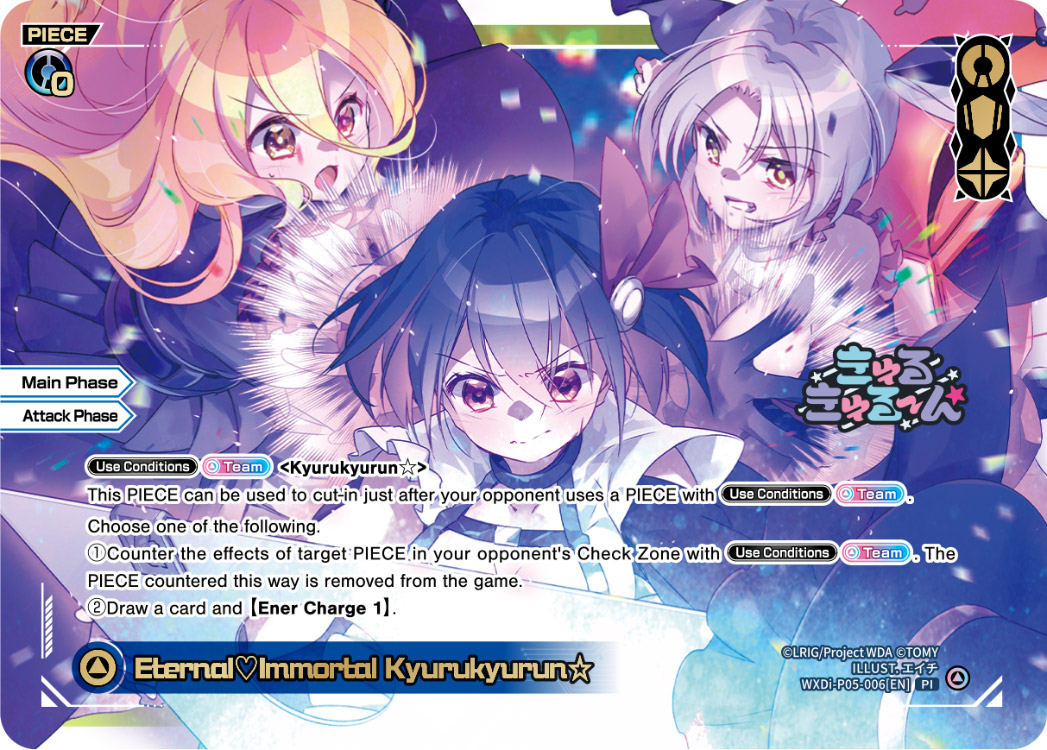 PIECE
0
Main Phase
Attack Phase
きゅる
きゅる〜ん
Use Conditions Team <Kyurukyurun☆>
This PIECE can be used to cut-in just after your opponent uses a PIECE with Use Conditions Team .
Choose one of the following.
①Counter the effects of target PIECE in your opponent's Check Zone with Use Conditions Team . The
PIECE countered this way is removed from the game.
②Draw a card and 【Ener Charge 1】.
Eternal♡Immortal Kyurukyurun☆
©LRIG/Project WDA ©TOMY
ILLUST. エイチ
WXDi-P05-006[EN] PI